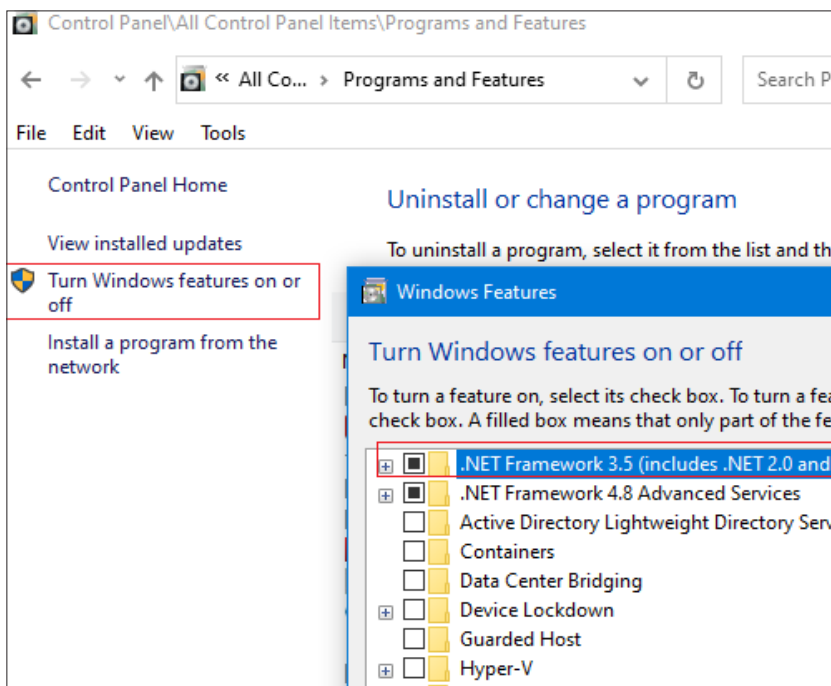 Control Panel\All Control Panel Items\Programs and Features
« All Co... › Programs and Features
Search P
File Edit View Tools
Control Panel Home
View installed updates
Turn Windows features on or
off
Install a program from the
network
Uninstall or change a program
To uninstall a program, select it from the list and th
Windows Features
Turn Windows features on or off
To turn a feature on, select its check box. To turn a fea
check box. A filled box means that only part of the fe
.NET Framework 3.5 (includes .NET 2.0 and
.NET Framework 4.8 Advanced Services
Active Directory Lightweight Directory Serv
Containers
Data Center Bridging
Device Lockdown
Guarded Host
Hyper-V